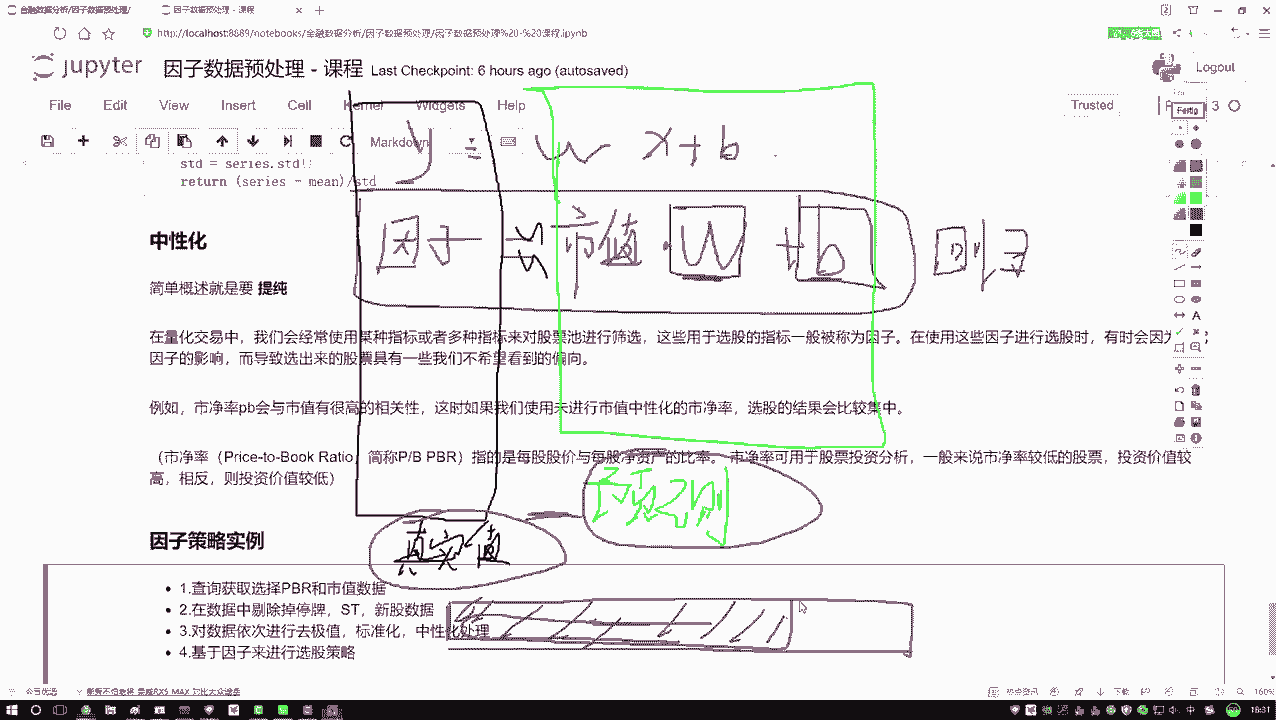 金融数据分析/因子数据预处理/
因子数据预处理 - 课程
http://localhost:8889/notebooks/金融数据分析/因子数据预处理/因子数据预处理%20-%20课程.ipynb
jupyter 因子数据预处理 - 课程 Last Checkpoint: 6 hours ago (autosaved)
Logout
File Edit View Insert Cell Kernel Widgets Help
Trusted
3
Fertig
Markdown
y = w x + b
std = series.std()
return (series - mean)/std
因子 市值 · W + b 回归
中性化
简单概述就是要 提纯
在量化交易中，我们会经常使用某种指标或者多种指标来对股票池进行筛选，这些用于选股的指标一般被称为因子。在使用这些因子进行选股时，有时会因为
因子的影响，而导致选出来的股票具有一些我们不希望看到的偏向。
例如，市净率pb会与市值有很高的相关性，这时如果我们使用未进行市值中性化的市净率，选股的结果会比较集中。
（市净率（Price-to-Book Ratio，简称P/B PBR）指的是每股股价与每股净资产的比率。 市净率可用于股票投资分析，一般来说市净率较低的股票，投资价值较
高，相反，则投资价值较低）
真实值 - 预测
因子策略实例
1.查询获取选择PBR和市值数据
2.在数据中剔除掉停牌，ST，新股数据
3.对数据依次进行去极值，标准化，中性化处理
4.基于因子来进行选股策略
今日优选
下载
160%
16:31